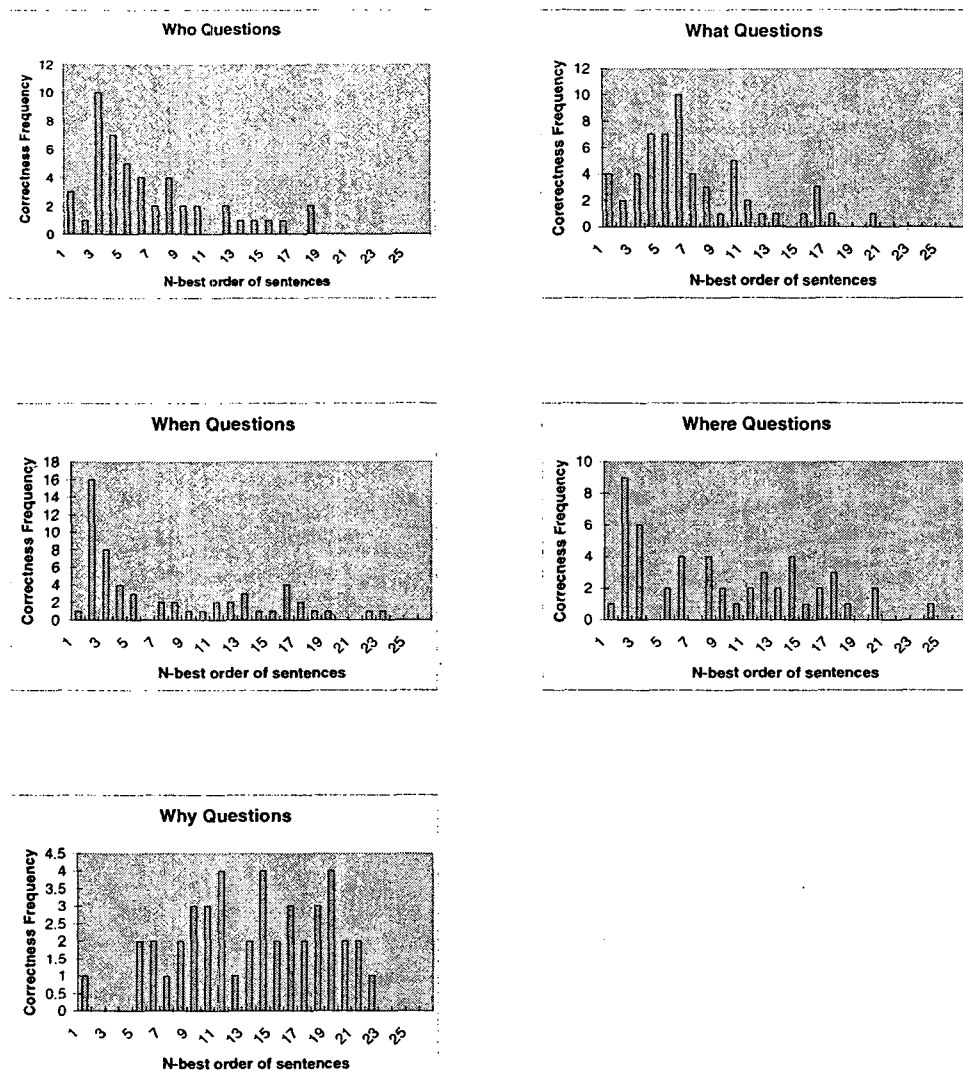 Who Questions
Correctness Frequency
12
10
8
6
4
2
0
1 3 5 7 9 11 13 15 17 19 21 23 25
N-best order of sentences
What Questions
Corerectness Frequency
12
10
8
6
4
2
0
1 3 5 7 9 11 13 15 17 19 21 23 25
N-best order of sentences
When Questions
Correctness Frequency
18
16
14
12
10
8
6
4
2
0
1 3 5 7 9 11 13 15 17 19 21 23 25
N-best order of sentences
Where Questions
Correcness Frequency
10
8
6
4
2
0
1 3 5 7 9 11 13 15 17 19 21 23 25
N-best order of sentences
Why Questions
Correctness Frequency
4.5
4
3.5
3
2.5
2
1.5
1
0.5
0
1 3 5 7 9 11 13 15 17 19 21 23 25
N-best order of sentences